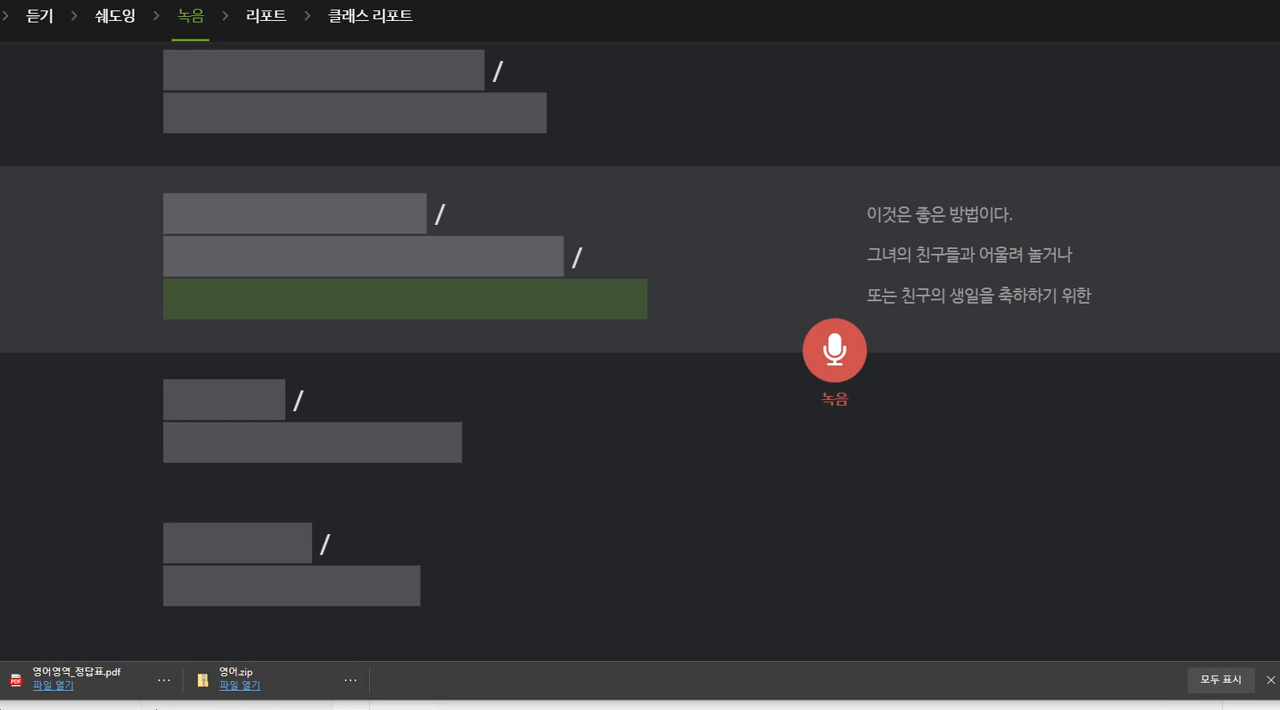 듣기 > 쉐도잉 > 녹음 > 리포트 > 클래스 리포트
/
/
이것은 좋은 방법이다.
/
그녀의 친구들과 어울려 놀거나
또는 친구의 생일을 축하하기 위한
녹음
/
/
영어영역_정답표.pdf
파일 열기
영어.zip
파일 열기
모두 표시